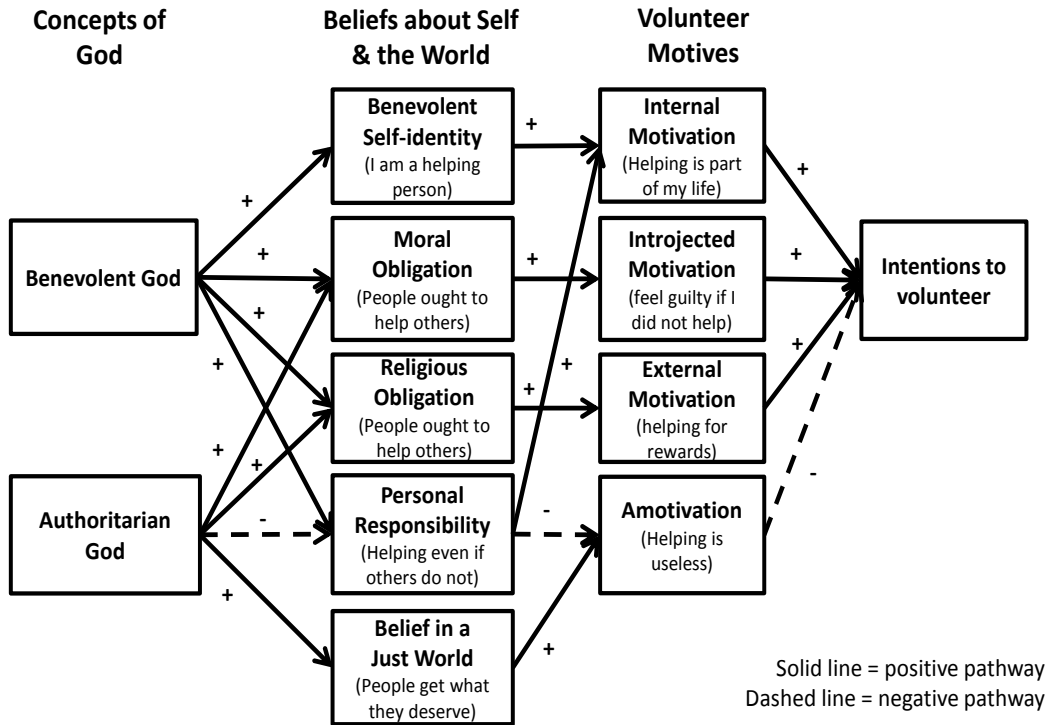 Concepts of
God
Beliefs about Self
& the World
Volunteer
Motives
Benevolent God
Authoritarian
God
Benevolent
Self-identity
(I am a helping
person)
Moral
Obligation
(People ought to
help others)
Religious
Obligation
(People ought to
help others)
Personal
Responsibility
(Helping even if
others do not)
Belief in a
Just World
(People get what
they deserve)
Internal
Motivation
(Helping is part
of my life)
Introjected
Motivation
(feel guilty if I
did not help)
External
Motivation
(helping for
rewards)
Amotivation
(Helping is
useless)
Intentions to
volunteer
+
+
+
+
+
+
-
+
+
+
+
+
-
+
+
+
+
-
Solid line = positive pathway
Dashed line = negative pathway